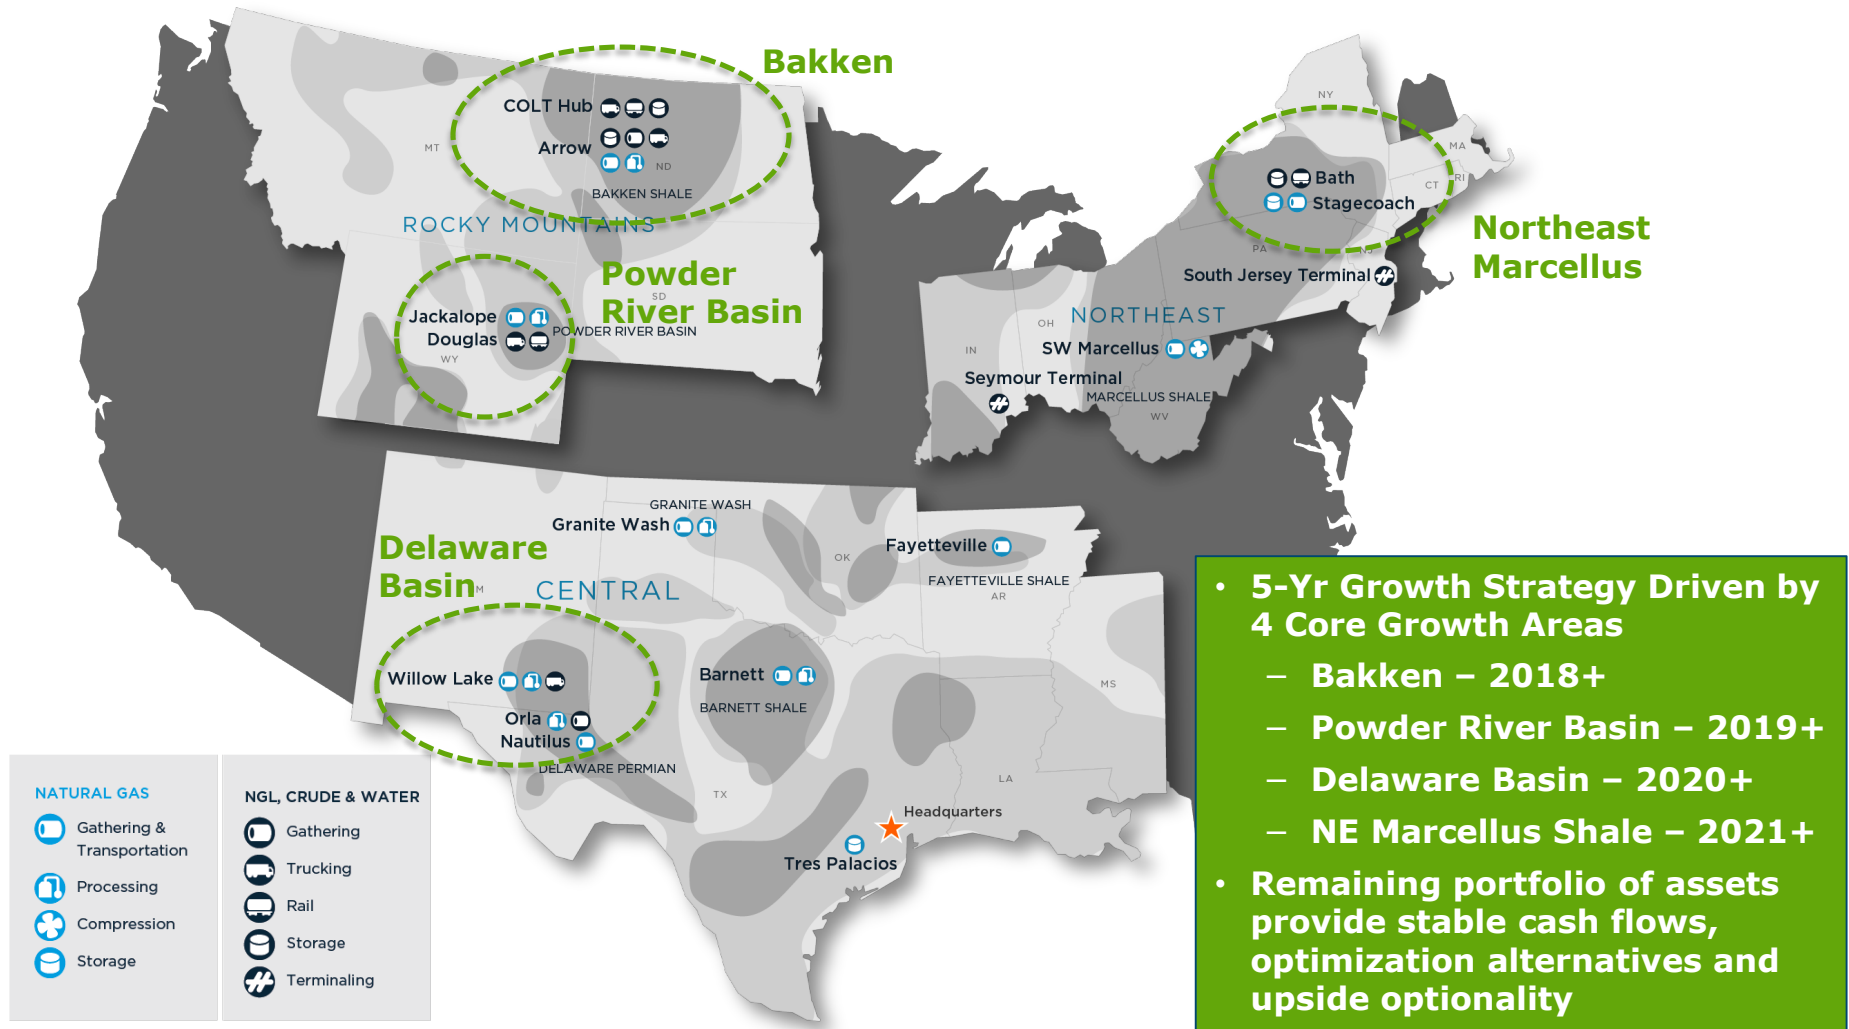 Bakken
COLT Hub
Arrow
MT
ND
BAKKEN SHALE
ROCKY MOUNTAINS
Powder
River Basin
SD
Jackalope
Douglas
POWDER RIVER BASIN
WY
NY
MA
CT
RI
Bath
Stagecoach
Northeast
Marcellus
PA
NJ
South Jersey Terminal
NORTHEAST
OH
IN
SW Marcellus
Seymour Terminal
MARCELLUS SHALE
WV
GRANITE WASH
Granite Wash
Delaware
Basin
M
CENTRAL
OK
Fayetteville
FAYETTEVILLE SHALE
AR
Willow Lake
Orla
Nautilus
DELAWARE PERMIAN
Barnett
BARNETT SHALE
MS
LA
TX
Headquarters
Tres Palacios
NATURAL GAS
Gathering &
Transportation
Processing
Compression
Storage
NGL, CRUDE & WATER
Gathering
Trucking
Rail
Storage
Terminaling
• 5-Yr Growth Strategy Driven by
4 Core Growth Areas
– Bakken – 2018+
– Powder River Basin – 2019+
– Delaware Basin – 2020+
– NE Marcellus Shale – 2021+
• Remaining portfolio of assets
provide stable cash flows,
optimization alternatives and
upside optionality